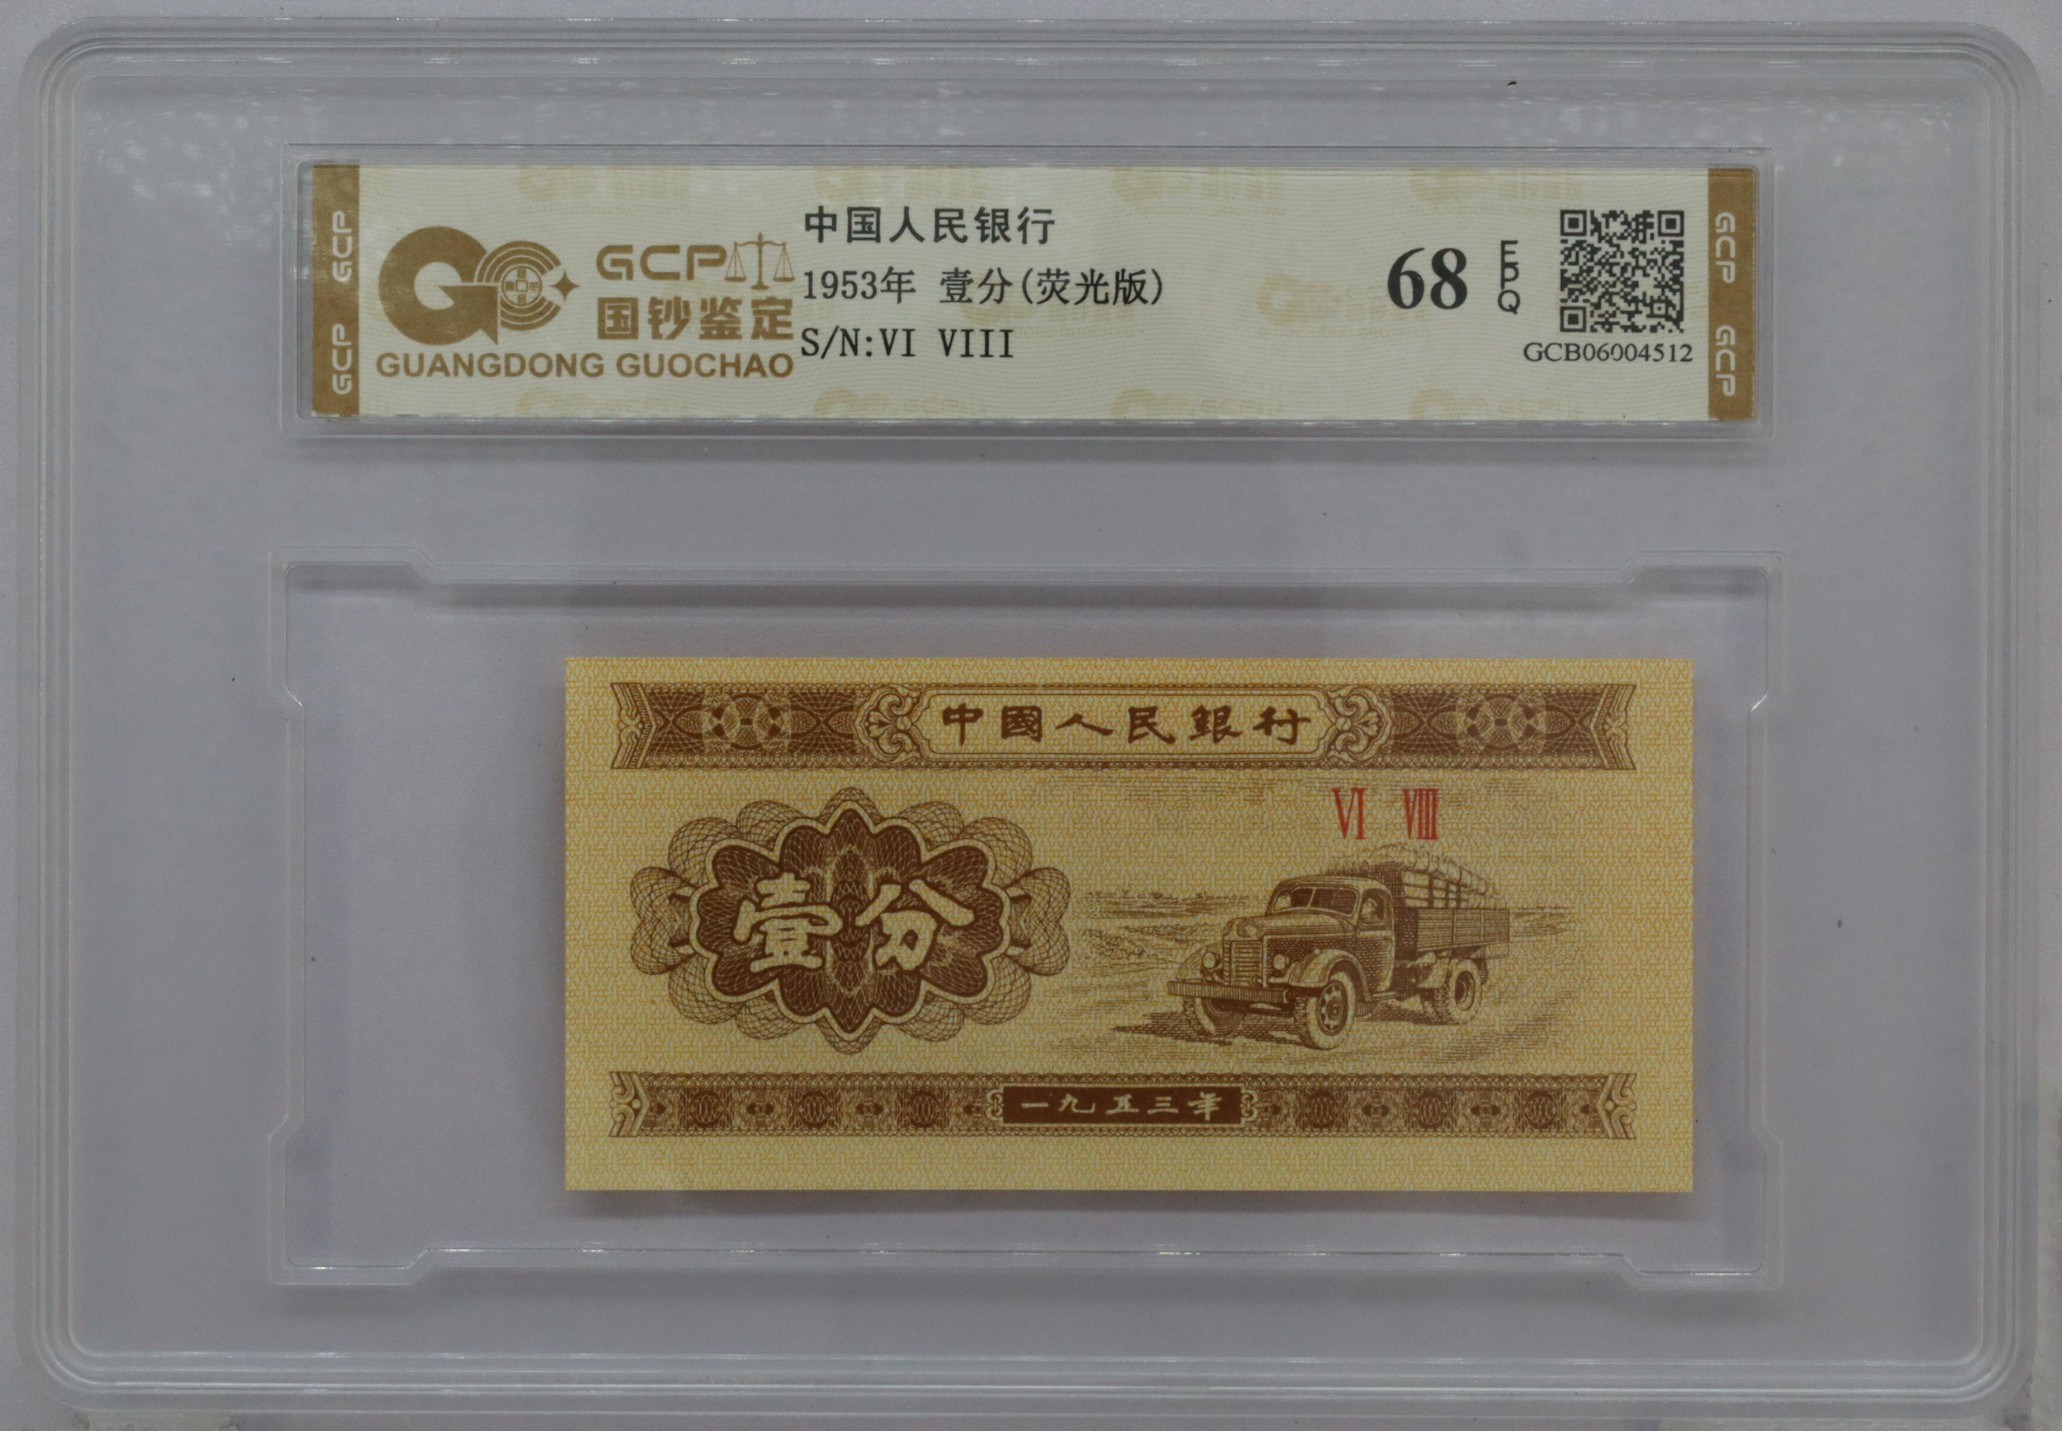 GCP
GCP
GCP
国钞鉴定
GUANGDONG GUOCHAO
中国人民银行
1953年 壹分(荧光版)
S/N:VI VIII
68
EPQ
GCB06004512
GCP
GCP
中國人民銀行
VI VIII
壹分
一九五三年